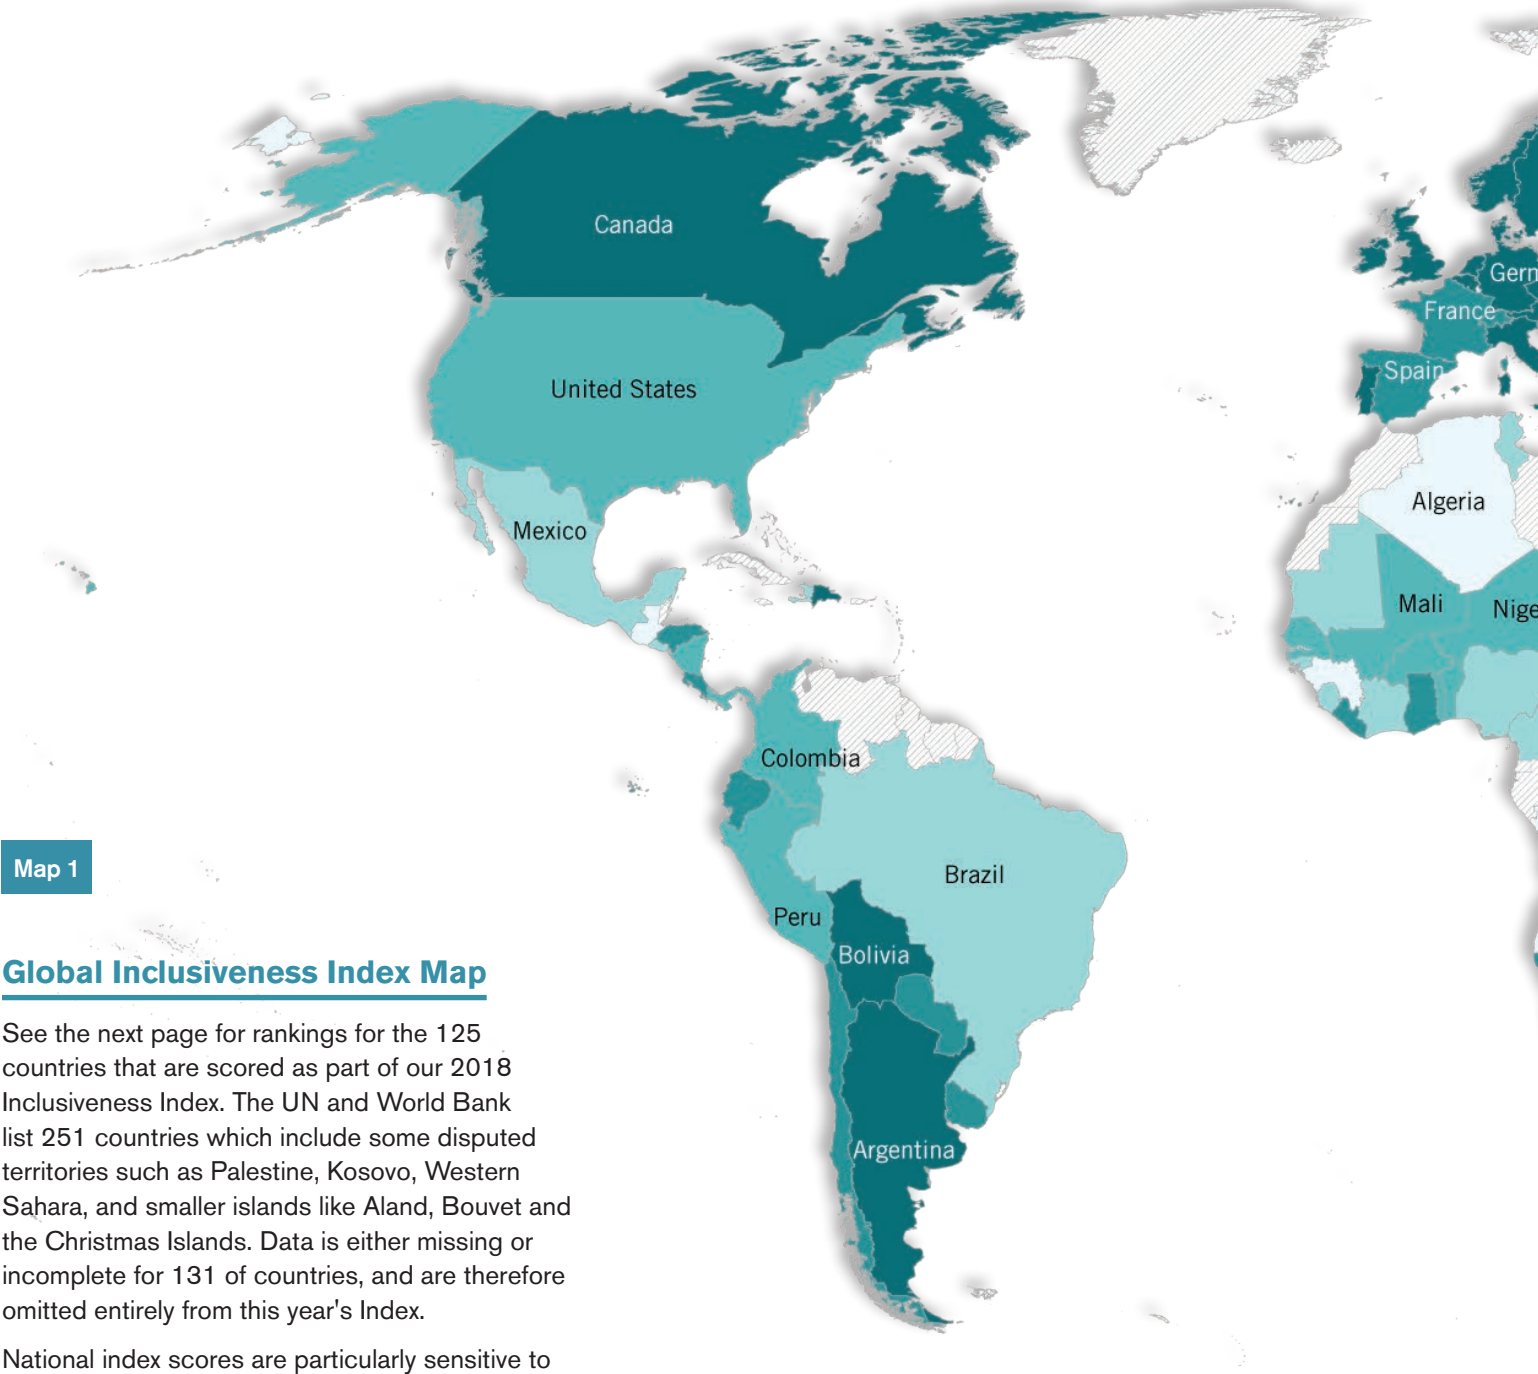 Canada
Gern
France
United States
Spain
Algeria
Mexico
Mali
Nige
Colombia
Map 1
Brazil
Peru
Bolivia
Global Inclusiveness Index Map
See the next page for rankings for the 125
countries that are scored as part of our 2018
Inclusiveness Index. The UN and World Bank
list 251 countries which include some disputed
territories such as Palestine, Kosovo, Western
Sahara, and smaller islands like Aland, Bouvet and
the Christmas Islands. Data is either missing or
incomplete for 131 of countries, and are therefore
omitted entirely from this year's Index.
National index scores are particularly sensitive to
Argentina